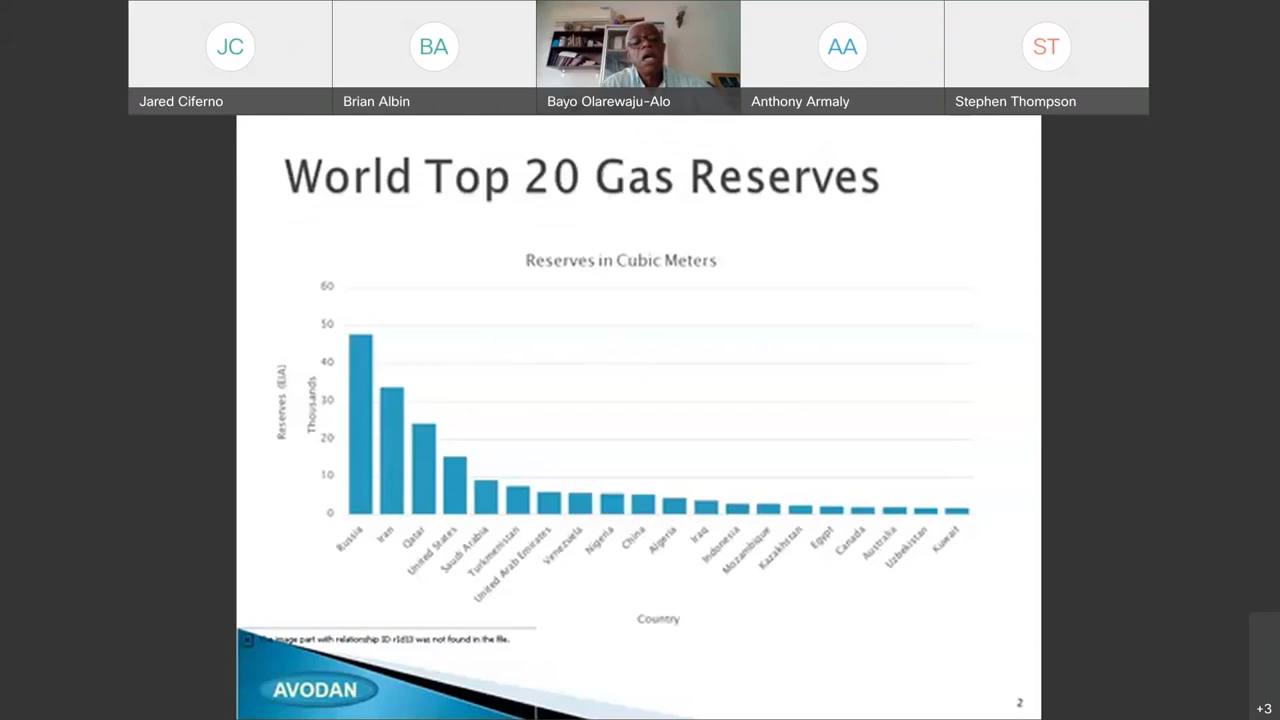 JC
BA
AA
ST
Jared Ciferno
Brian Albin
Bayo Olarewaju-Alo
Anthony Armaly
Stephen Thompson
World Top 20 Gas Reserves
Reserves in Cubic Meters
Reserves (EIA)
Thousands
60
50
40
30
20
10
0
Russia
Iran
Qatar
United States
Saudi Arabia
Turkmenistan
United Arab Emirates
Venezuela
Nigeria
China
Algeria
Iraq
Indonesia
Mozambique
Kazakhstan
Egypt
Canada
Australia
Uzbekistan
Kuwait
Country
The image part with relationship ID rId13 was not found in the file.
AVODAN
2
+3